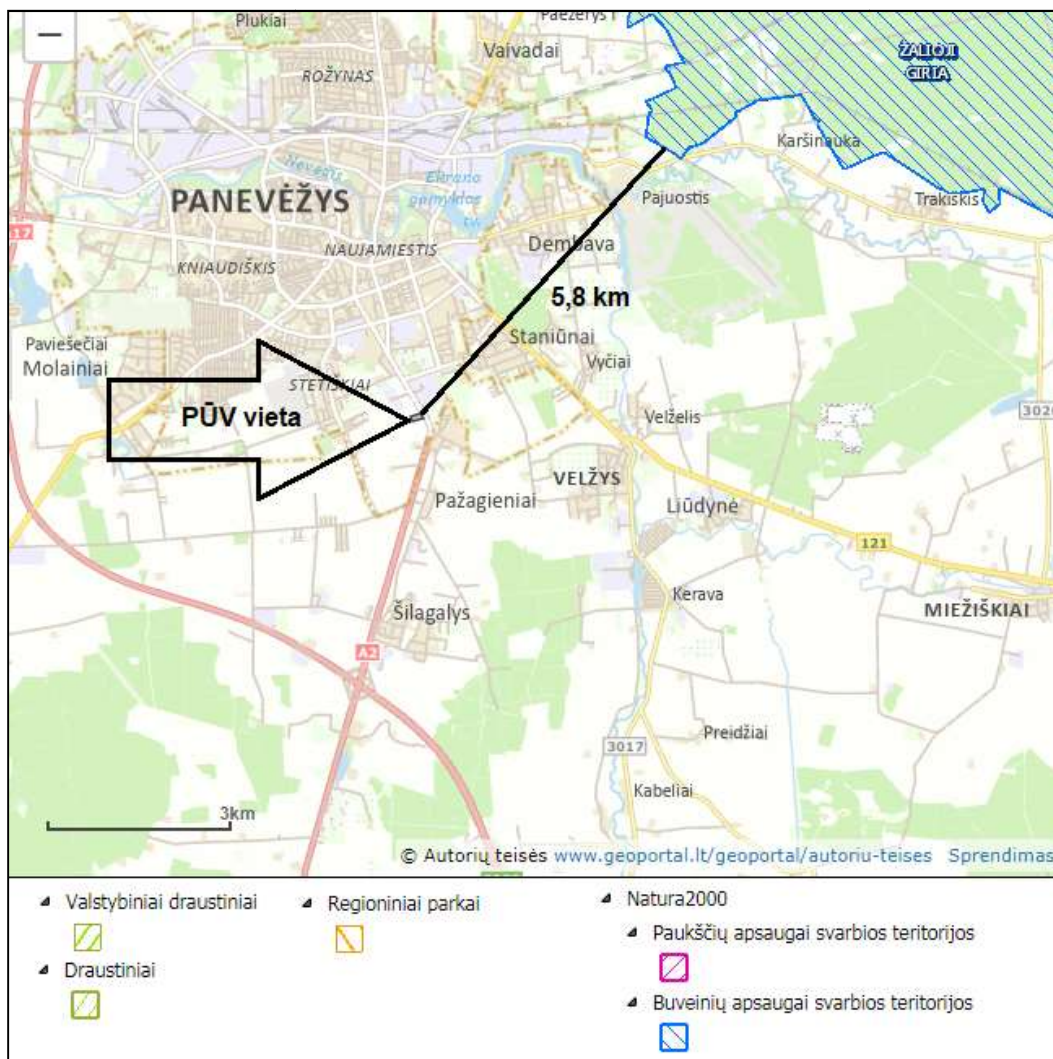 Plukiai
Paežerys I
Vaivadai
ROŽYNAS
ŽALIOJI
GIRIA
Karšinauka
Nevėžis
Ekrano
gamyklos
tv.
PANEVĖŽYS
Pajuostis
Trakiškis
17
NAUJAMIESTIS
Dembava
KNIAUDIŠKIS
5,8 km
Staniūnai
Paviešečiai
Molainiai
Vyčiai
STETIŠKIAI
PŪV vieta
Velželis
VELŽYS
Pažagieniai
Liūdynė
121
Kerava
MIEŽIŠKIAI
Šilagalys
A2
Preidžiai
3017
Kabeliai
3km
© Autorių teisės www.geoportal.lt/geoportal/autoriu-teises Sprendimas
Valstybiniai draustiniai
Regioniniai parkai
Natura2000
Paukščių apsaugai svarbios teritorijos
Draustiniai
Buveinių apsaugai svarbios teritorijos